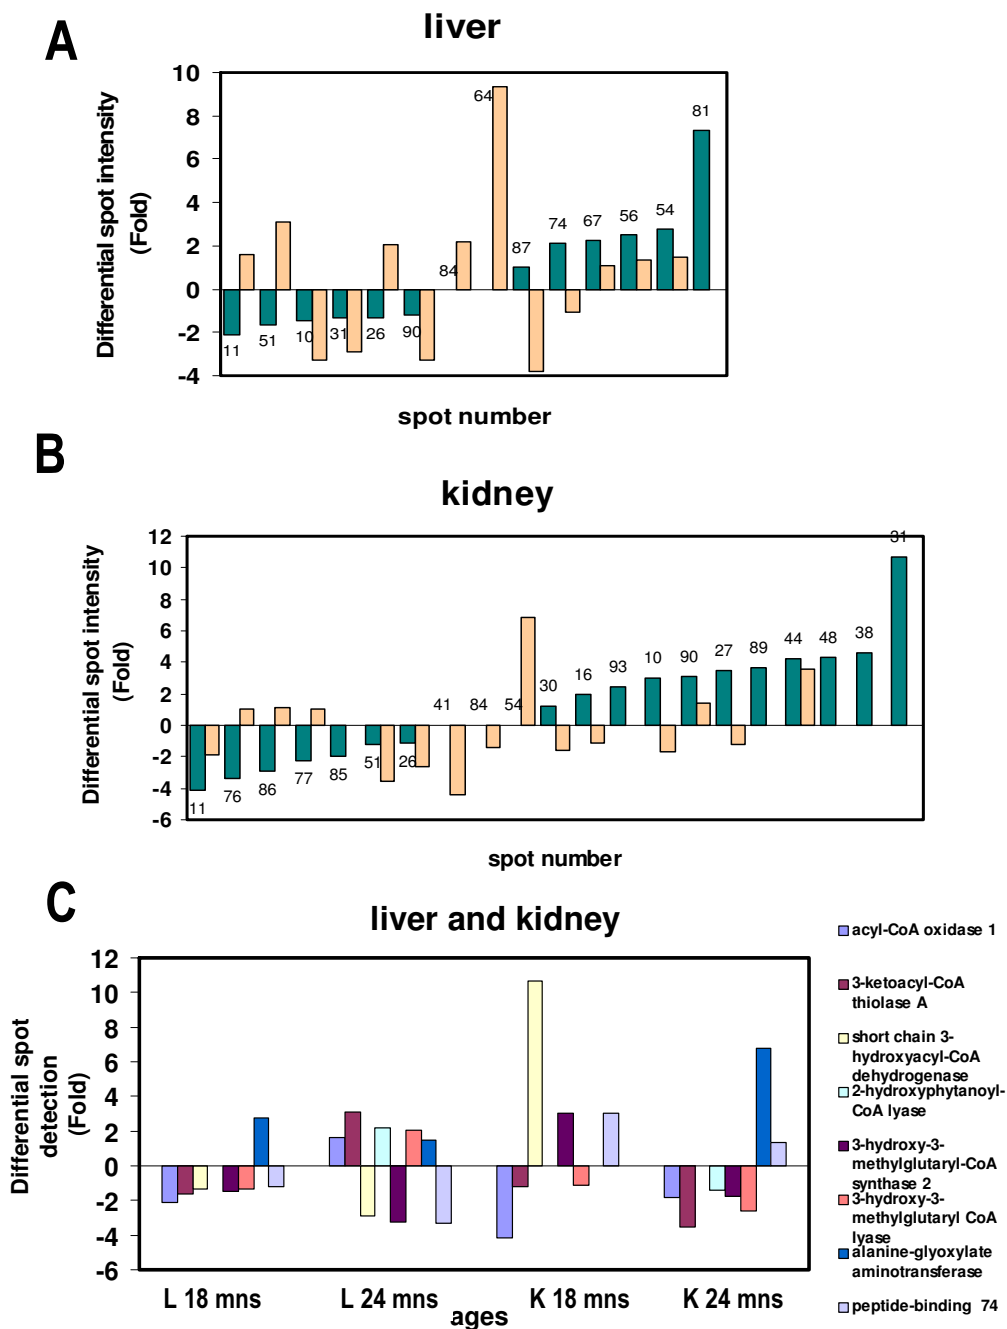 A
liver
Differential spot intensity
(Fold)
10
8
6
4
2
0
-2
-4
11
51
10
31
26
90
84
64
87
74
67
56
54
81
spot number
B
kidney
Differential spot intensity
(Fold)
12
10
8
6
4
2
0
-2
-4
-6
11
76
86
77
85
51
26
41
84
54
30
16
93
10
90
27
89
44
48
38
31
spot number
C
liver and kidney
Differential spot
detection
(Fold)
12
10
8
6
4
2
0
-2
-4
-6
L 18 mns
L 24 mns
K 18 mns
K 24 mns
ages
acyl-CoA oxidase 1
3-ketoacyl-CoA
thiolase A
short chain 3-
hydroxyacyl-CoA
dehydrogenase
2-hydroxyphytanoyl-
CoA lyase
3-hydroxy-3-
methylglutaryl-CoA
synthase 2
3-hydroxy-3-
methylglutaryl CoA
lyase
alanine-glyoxylate
aminotransferase
peptide-binding 74